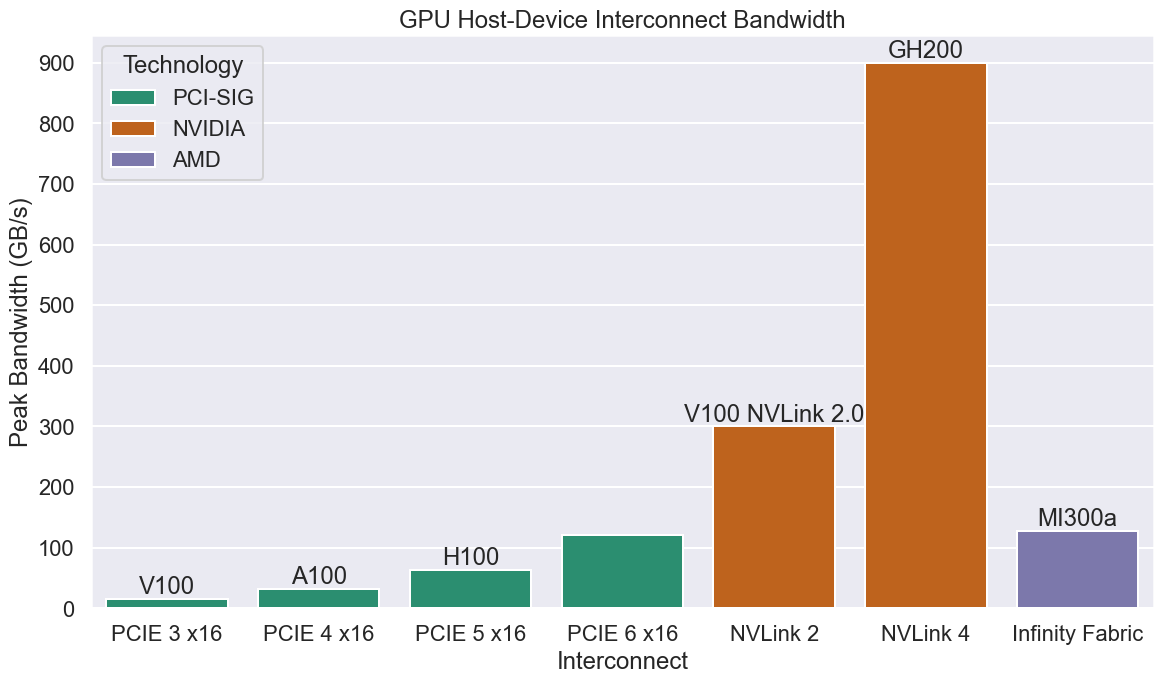 GPU Host-Device Interconnect Bandwidth
Technology
PCI-SIG
NVIDIA
AMD
Peak Bandwidth (GB/s)
900
800
700
600
500
400
300
200
100
0
V100
A100
H100
V100 NVLink 2.0
GH200
MI300a
PCIE 3 x16
PCIE 4 x16
PCIE 5 x16
PCIE 6 x16
NVLink 2
NVLink 4
Infinity Fabric
Interconnect